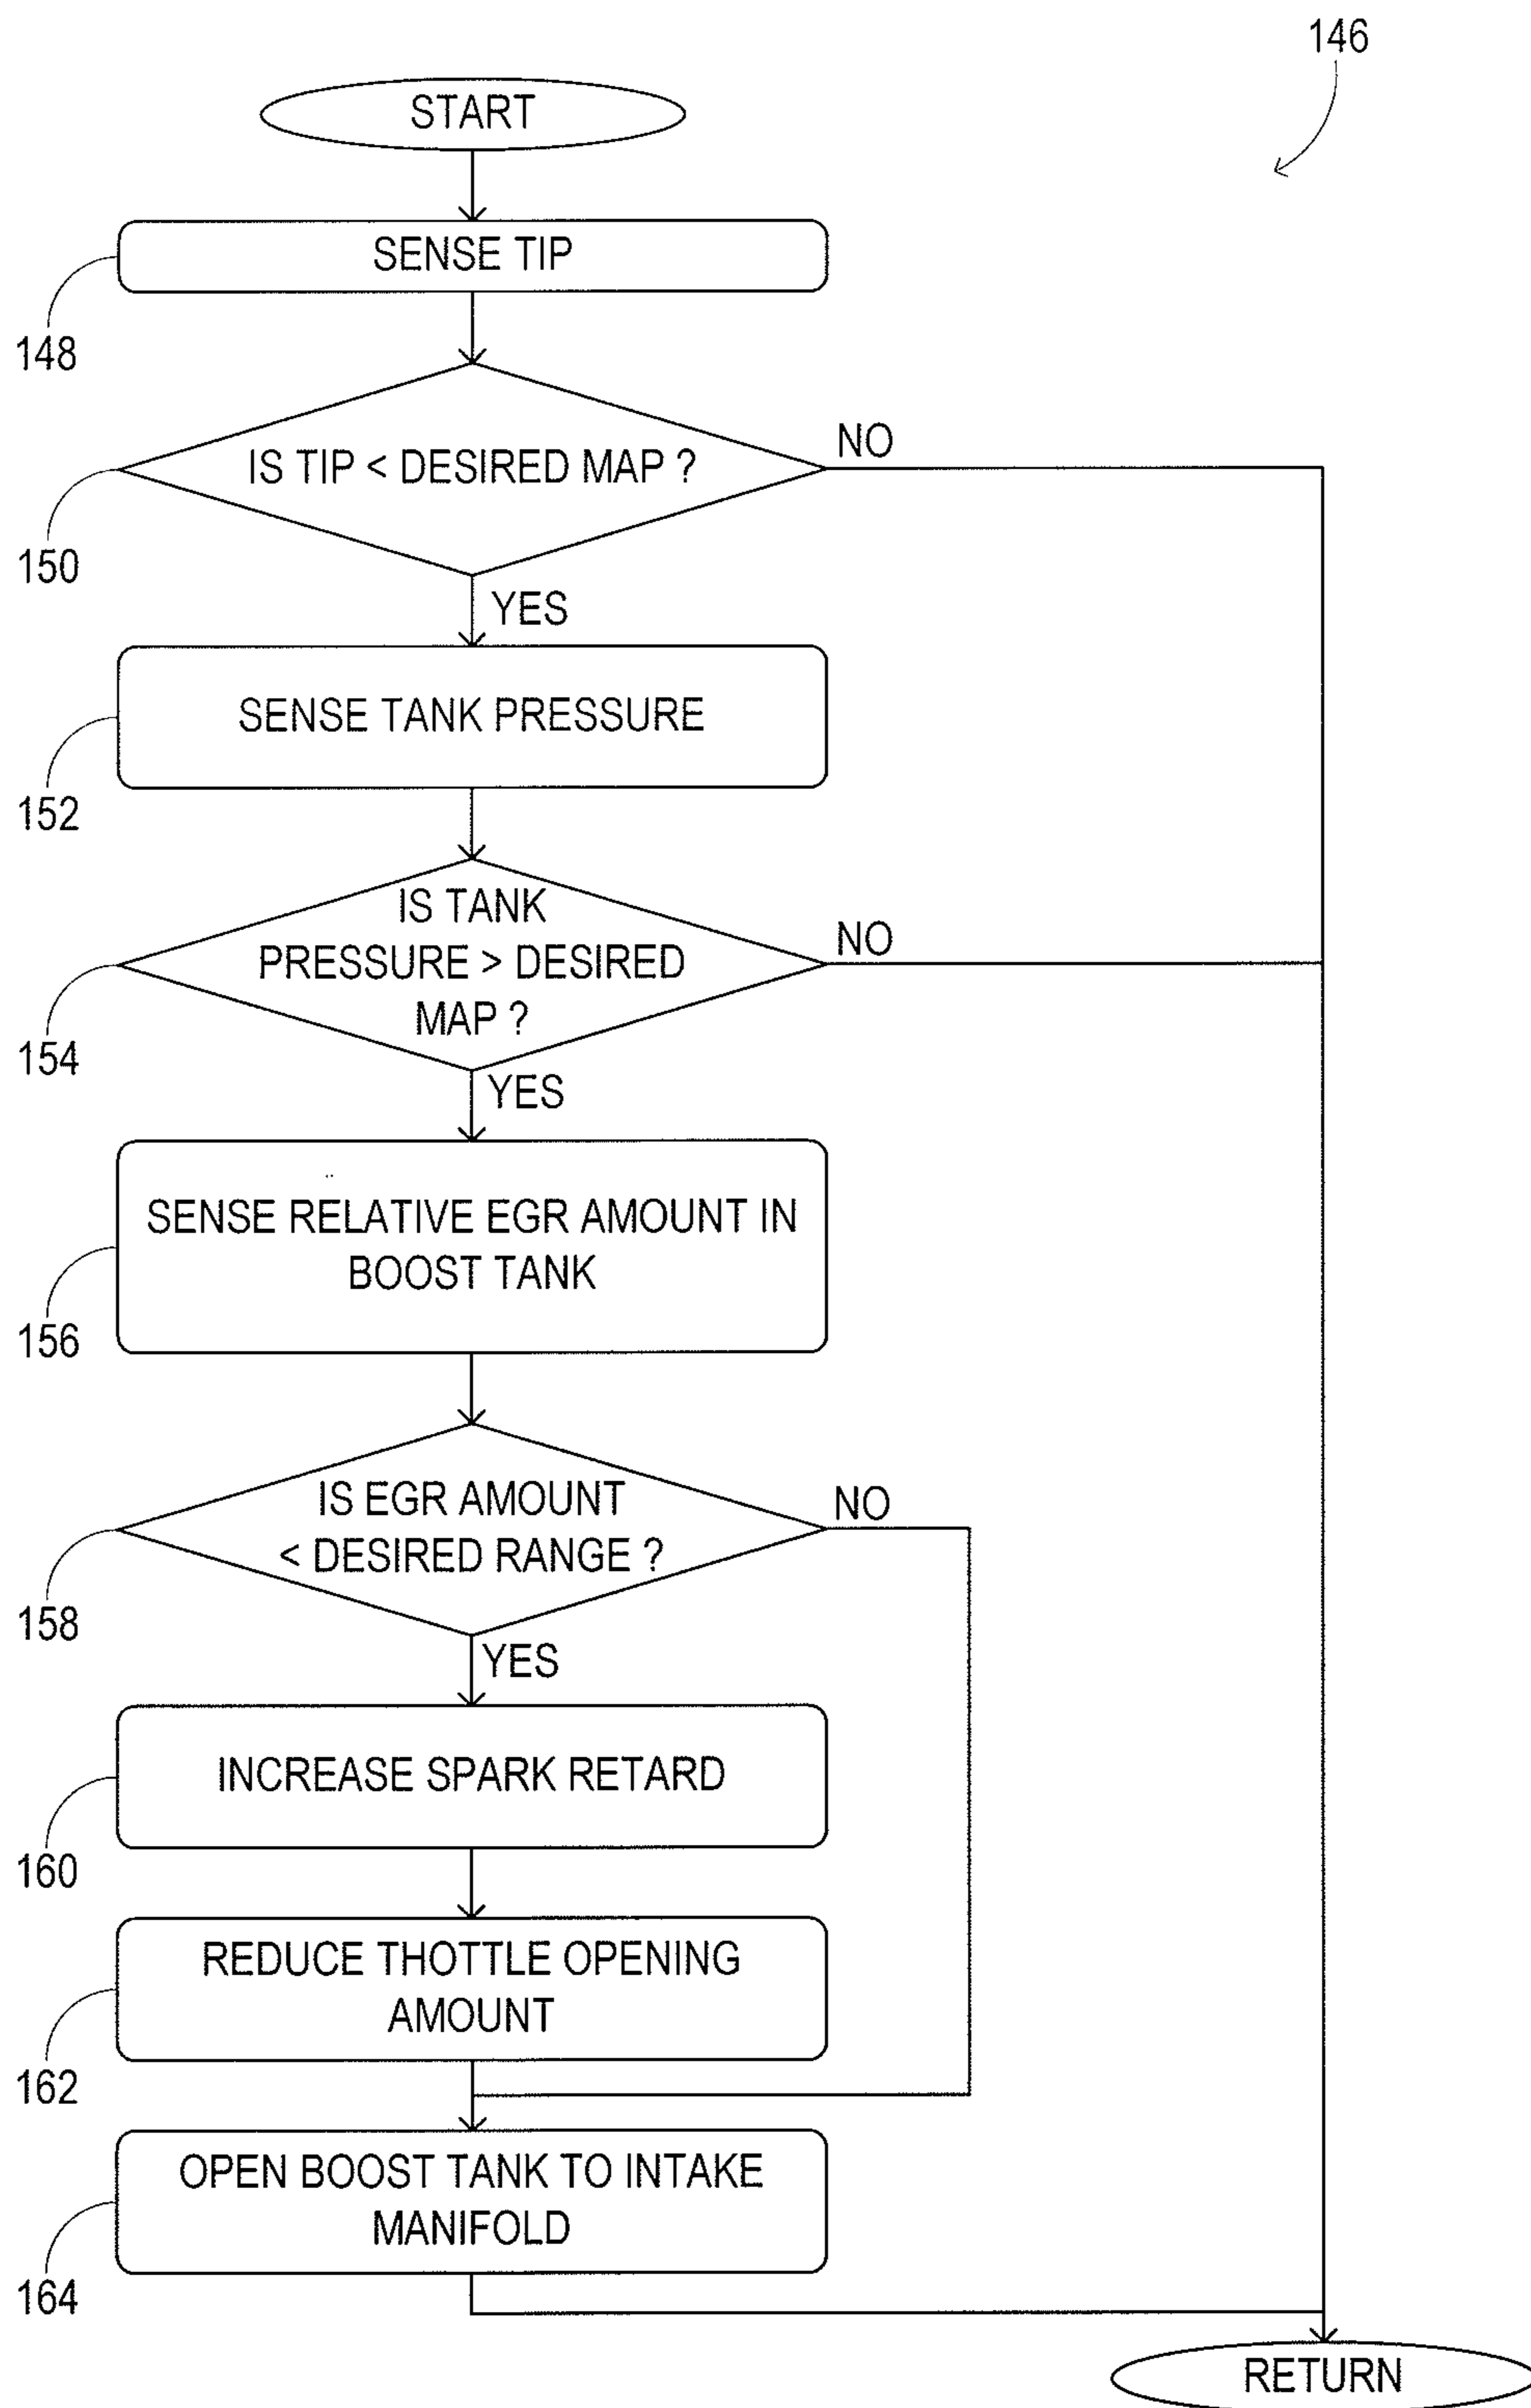 146
START
SENSE TIP
148
IS TIP < DESIRED MAP ?
NO
150
YES
SENSE TANK PRESSURE
152
IS TANK
PRESSURE > DESIRED
MAP ?
NO
154
YES
SENSE RELATIVE EGR AMOUNT IN
BOOST TANK
156
IS EGR AMOUNT
< DESIRED RANGE ?
NO
158
YES
INCREASE SPARK RETARD
160
REDUCE THOTTLE OPENING
AMOUNT
162
OPEN BOOST TANK TO INTAKE
MANIFOLD
164
RETURN